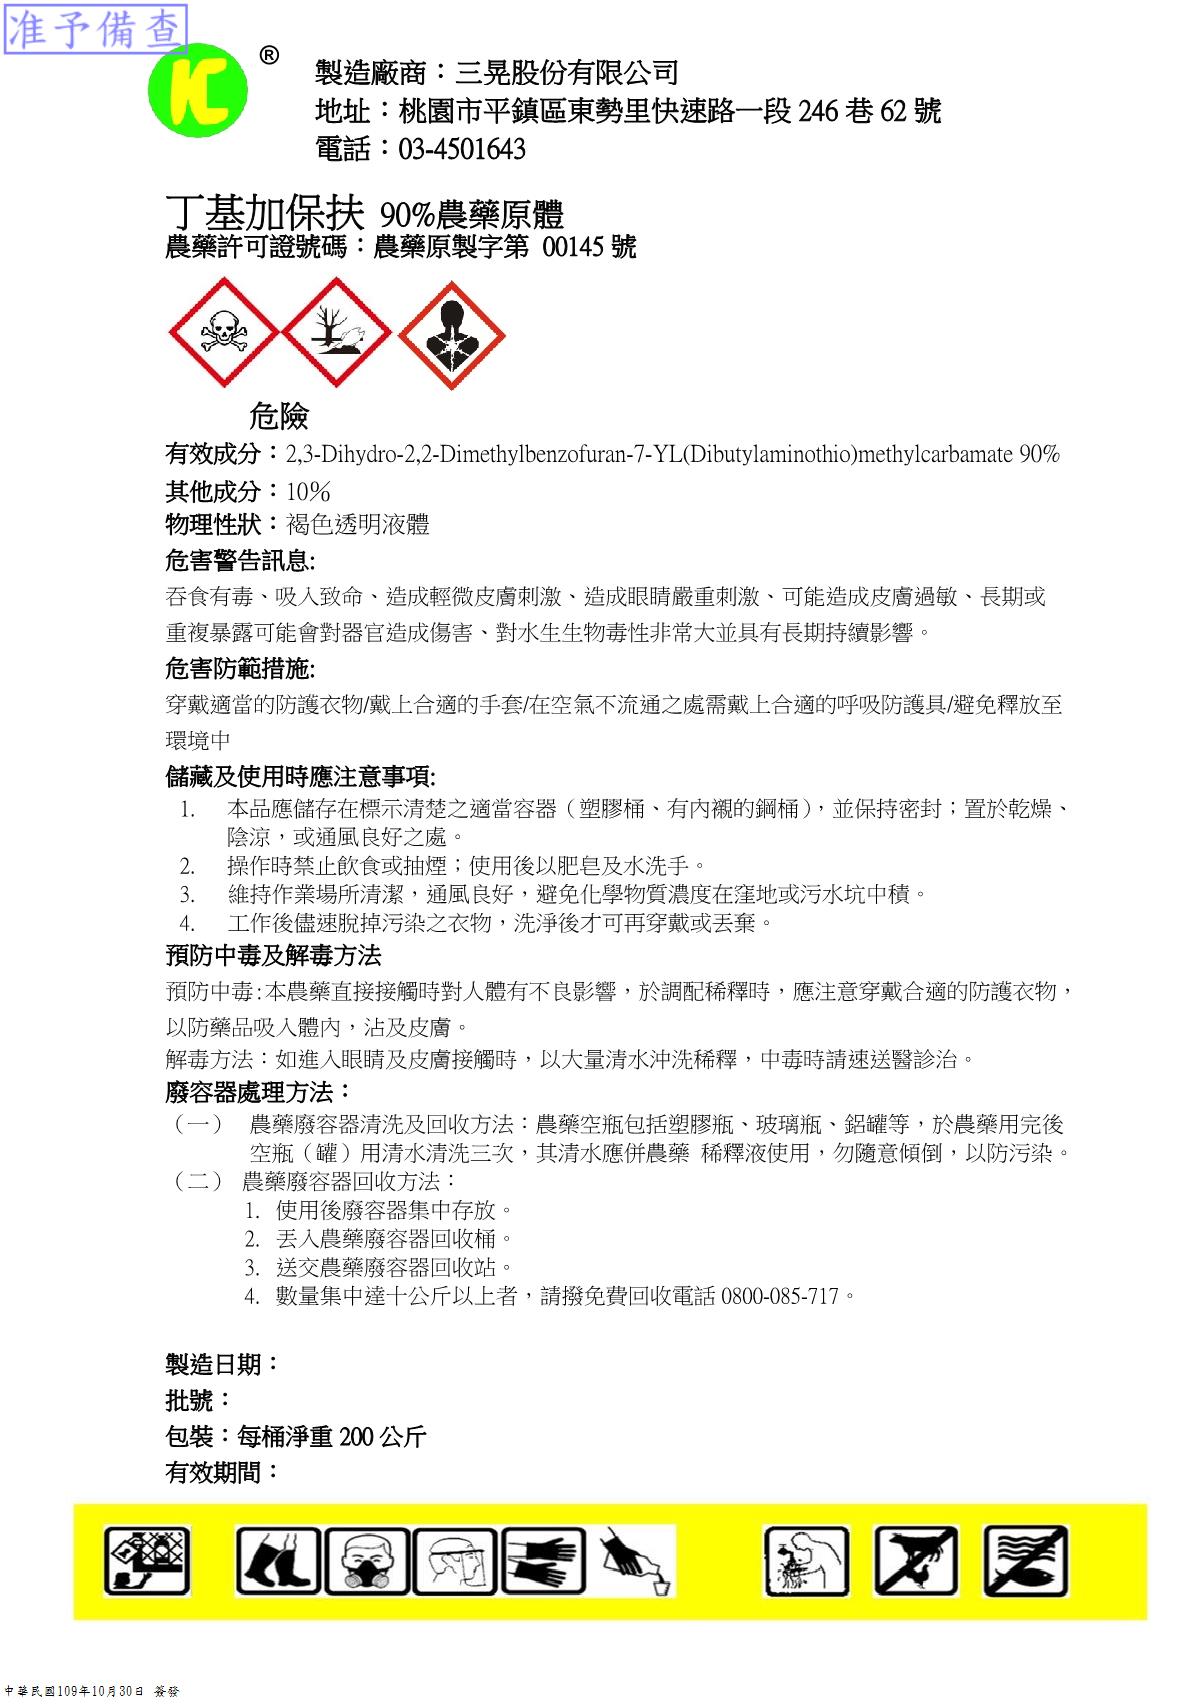 准予備查
KC ®
製造廠商：三晃股份有限公司
地址：桃園市平鎮區東勢里快速路一段 246 巷 62 號
電話：03-4501643
丁基加保扶 90%農藥原體
農藥許可證號碼：農藥原製字第 00145 號
危險
有效成分：2,3-Dihydro-2,2-Dimethylbenzofuran-7-YL(Dibutylaminothio)methylcarbamate 90%
其他成分：10%
物理性狀：褐色透明液體
危害警告訊息:
吞食有毒、吸入致命、造成輕微皮膚刺激、造成眼睛嚴重刺激、可能造成皮膚過敏、長期或
重複暴露可能會對器官造成傷害、對水生生物毒性非常大並具有長期持續影響。
危害防範措施:
穿戴適當的防護衣物/戴上合適的手套/在空氣不流通之處需戴上合適的呼吸防護具/避免釋放至
環境中
儲藏及使用時應注意事項:
1. 本品應儲存在標示清楚之適當容器（塑膠桶、有內襯的鋼桶），並保持密封；置於乾燥、
陰涼，或通風良好之處。
2. 操作時禁止飲食或抽煙；使用後以肥皂及水洗手。
3. 維持作業場所清潔，通風良好，避免化學物質濃度在窪地或污水坑中積。
4. 工作後儘速脫掉污染之衣物，洗淨後才可再穿戴或丟棄。
預防中毒及解毒方法
預防中毒:本農藥直接接觸時對人體有不良影響，於調配稀釋時，應注意穿戴合適的防護衣物，
以防藥品吸入體內，沾及皮膚。
解毒方法：如進入眼睛及皮膚接觸時，以大量清水沖洗稀釋，中毒時請速送醫診治。
廢容器處理方法：
（一） 農藥廢容器清洗及回收方法：農藥空瓶包括塑膠瓶、玻璃瓶、鋁罐等，於農藥用完後
空瓶（罐）用清水清洗三次，其清水應併農藥 稀釋液使用，勿隨意傾倒，以防污染。
（二） 農藥廢容器回收方法：
1. 使用後廢容器集中存放。
2. 丟入農藥廢容器回收桶。
3. 送交農藥廢容器回收站。
4. 數量集中達十公斤以上者，請撥免費回收電話 0800-085-717。
製造日期：
批號：
包裝：每桶淨重 200 公斤
有效期間：
中華民國109年10月30日 簽發